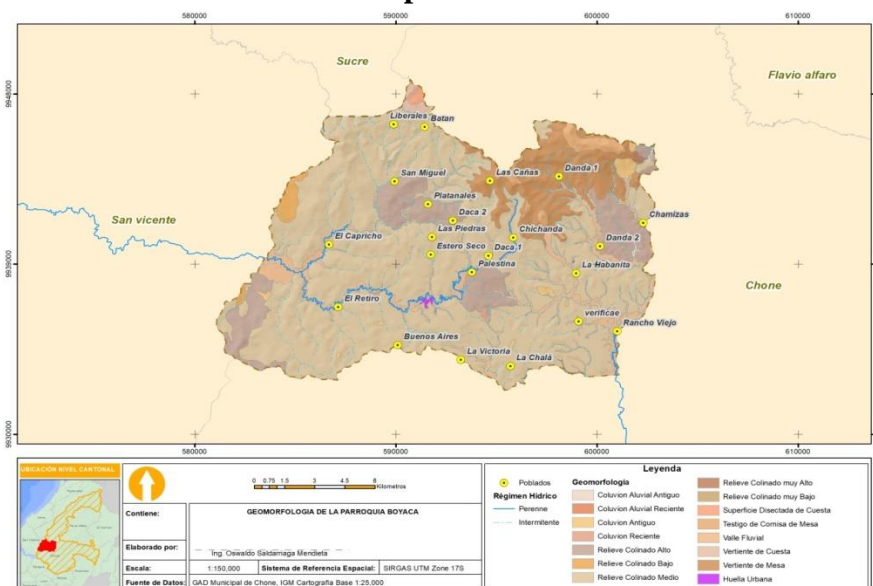 580000 590000 600000 610000
Sucre
Flavio alfaro
9948000
Liberales
Batan
San Miguel
Las Cañas
Danda 1
Platanales
Daca 2
Chamizas
San vicente
Las Piedras
El Capricho
Chichanda
Estero Seco
Daca 1
Danda 2
9939000
Palestina
La Habanita
Chone
El Retiro
verificae
Rancho Viejo
Buenos Aires
La Victoria
La Chalá
9930000
580000 590000 600000 610000
UBICACIÓN NIVEL CANTONAL
0 0.75 1.5 3 4.5 6
Kilometros
Contiene:
GEOMORFOLOGIA DE LA PARROQUIA BOYACA
Elaborado por:
Ing. Oswaldo Saldarriaga Mendieta
Escala:
1:150,000
Sistema de Referencia Espacial:
SIRGAS UTM Zone 17S
Fuente de Datos:
GAD Municipal de Chone, IGM Cartografia Base 1:25,000
Leyenda
Poblados
Régimen Hidrico
Perenne
Intermitente
Geomorfología
Coluvion Aluvial Antiguo
Coluvion Aluvial Reciente
Coluvion Antiguo
Coluvion Reciente
Relieve Colinado Alto
Relieve Colinado Bajo
Relieve Colinado Medio
Relieve Colinado muy Alto
Relieve Colinado muy Bajo
Superficie Disectada de Cuesta
Testigo de Cornisa de Mesa
Valle Fluvial
Vertiente de Cuesta
Vertiente de Mesa
Huella Urbana